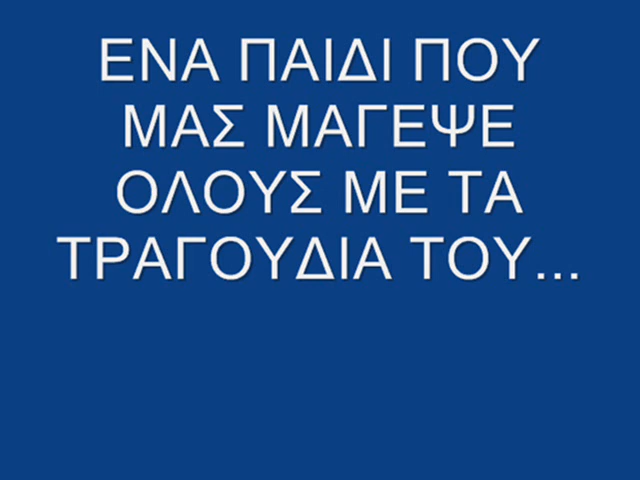 ΕΝΑ ΠΑΙΔΙ ΠΟΥ
ΜΑΣ ΜΑΓΕΨΕ
ΟΛΟΥΣ ΜΕ ΤΑ
ΤΡΑΓΟΥΔΙΑ ΤΟΥ...